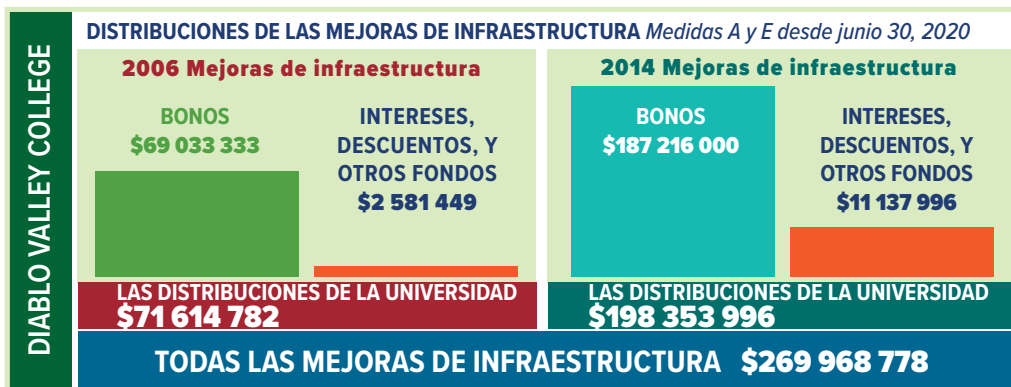 DIABLO VALLEY COLLEGE
DISTRIBUCIONES DE LAS MEJORAS DE INFRAESTRUCTURA Medidas A y E desde junio 30, 2020
2006 Mejoras de infraestructura
BONOS
$69 033 333
INTERESES,
DESCUENTOS, Y
OTROS FONDOS
$2 581 449
LAS DISTRIBUCIONES DE LA UNIVERSIDAD
$71 614 782
2014 Mejoras de infraestructura
BONOS
$187 216 000
INTERESES,
DESCUENTOS, Y
OTROS FONDOS
$11 137 996
LAS DISTRIBUCIONES DE LA UNIVERSIDAD
$198 353 996
TODAS LAS MEJORAS DE INFRAESTRUCTURA $269 968 778